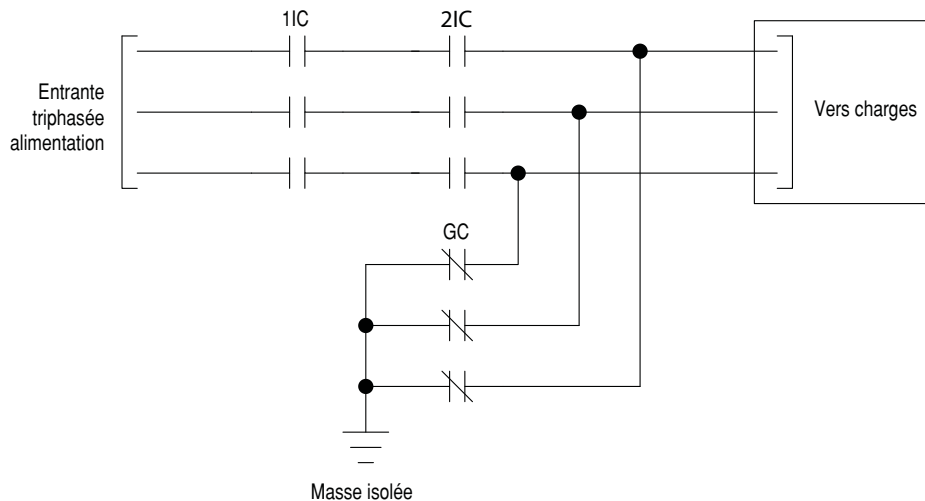 1IC
2IC
Entrante
triphasée
alimentation
Vers charges
GC
Masse isolée